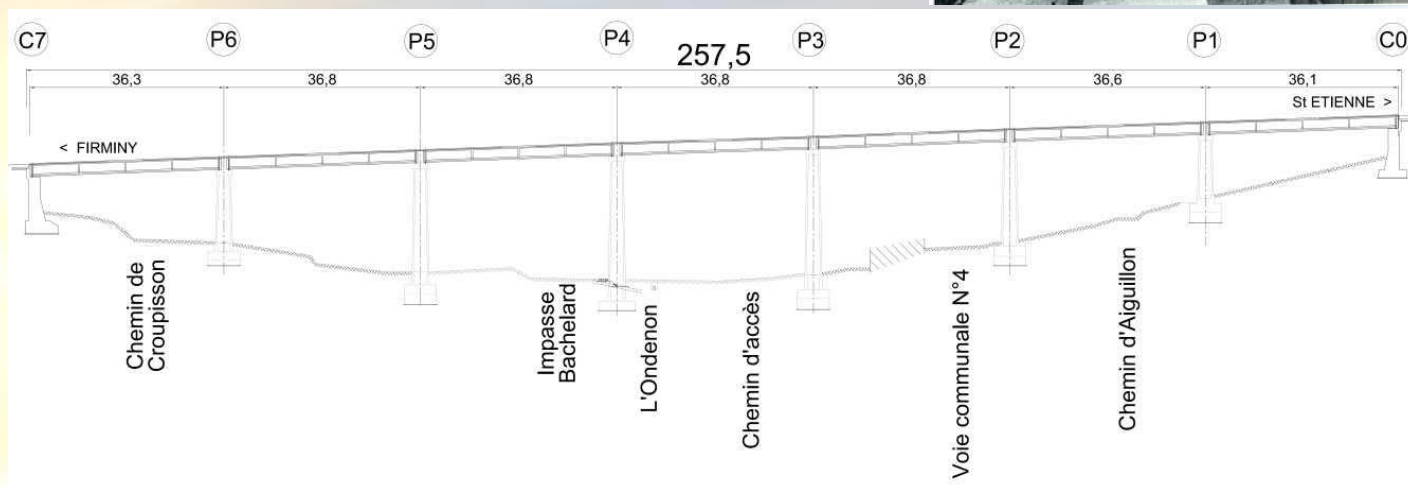 C7 P6 P5 P4 P3 P2 P1 C0
257,5
36,3 36,8 36,8 36,8 36,8 36,6 36,1
St ETIENNE >
< FIRMINY
Chemin de
Croupisson
Impasse
Bachelard
L'Ondenon
Chemin d'accès
Voie communale N°4
Chemin d'Aiguillon